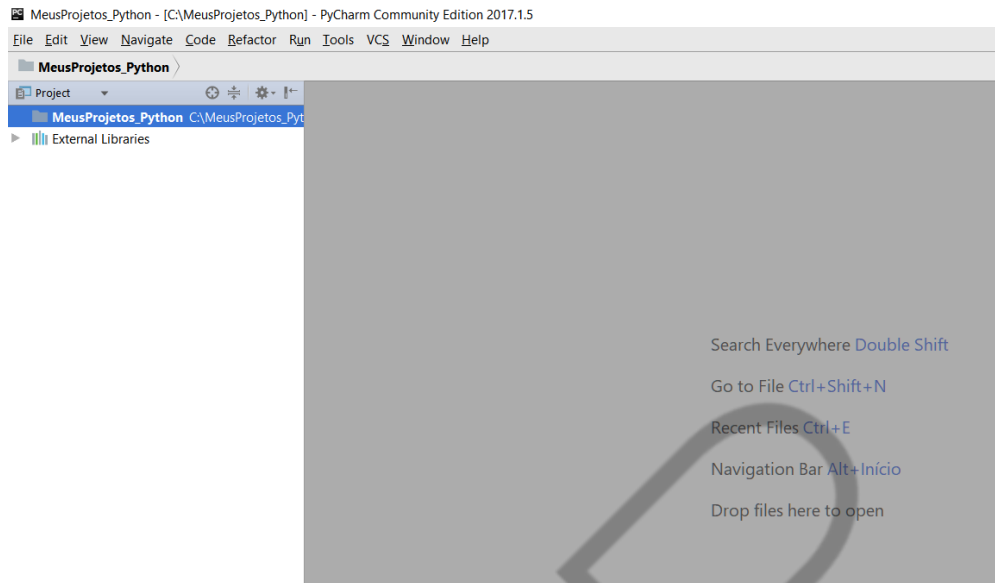 MeusProjetos_Python - [C:\MeusProjetos_Python] - PyCharm Community Edition 2017.1.5
File Edit View Navigate Code Refactor Run Tools VCS Window Help
MeusProjetos_Python
Project
MeusProjetos_Python C:\MeusProjetos_Pyt
External Libraries
Search Everywhere Double Shift
Go to File Ctrl+Shift+N
Recent Files Ctrl+E
Navigation Bar Alt+Início
Drop files here to open